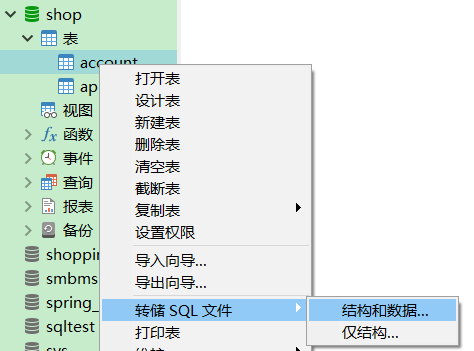 shop
表
account
ap
打开表
设计表
新建表
视图
删除表
函数
清空表
事件
截断表
查询
复制表
报表
设置权限
备份
shoppin
导入向导...
smbms
导出向导...
spring_
转储 SQL 文件
结构和数据...
sqltest
打印表
仅结构...